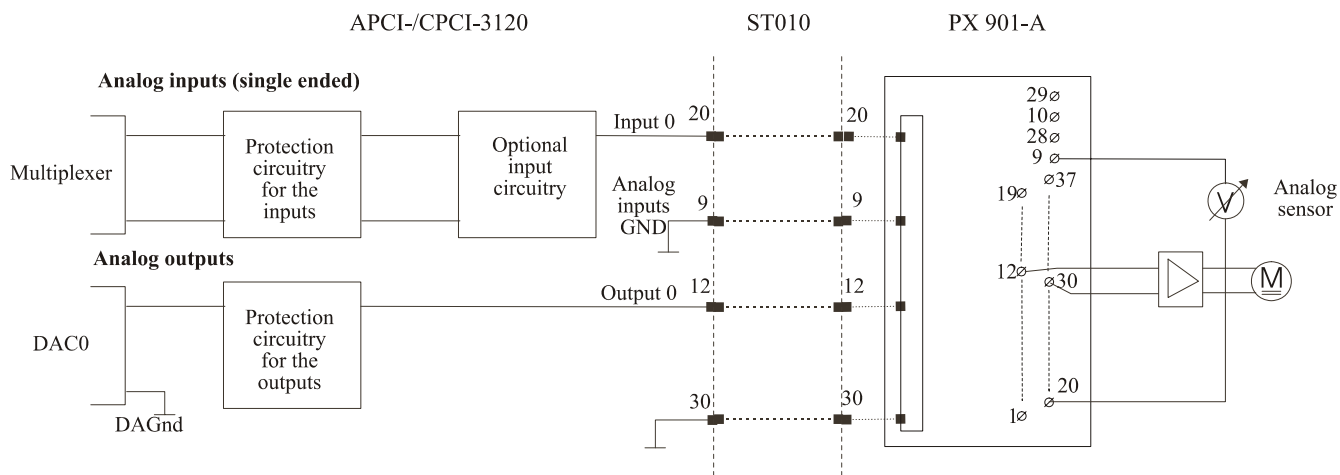 APCI-/CPCI-3120
ST010
PX 901-A
Analog inputs (single ended)
Multiplexer
Protection
circuitry
for the
inputs
Optional
input
circuitry
Input 0
20
20
Analog
inputs
GND
9
9
Analog outputs
DAC0
DAGnd
Protection
circuitry
for the
outputs
Output 0
12
12
30
30
29
10
28
9
37
19
12
30
20
1
V
Analog
sensor
M